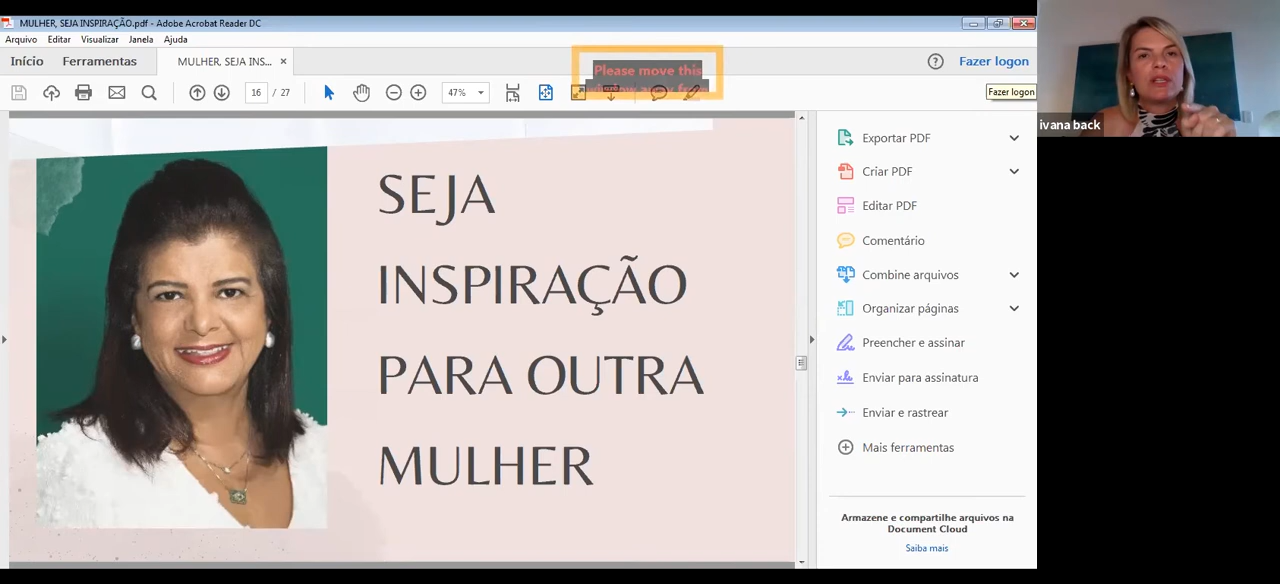 MULHER, SEJA INSPIRAÇÃO.pdf - Adobe Acrobat Reader DC
Arquivo Editar Visualizar Janela Ajuda
Início Ferramentas MULHER, SEJA INS... × Fazer logon
Please move this
window away from
16 / 27 47%
Fazer logon
ivana back
SEJA
INSPIRAÇÃO
PARA OUTRA
MULHER
Exportar PDF
Criar PDF
Editar PDF
Comentário
Combine arquivos
Organizar páginas
Preencher e assinar
Enviar para assinatura
Enviar e rastrear
Mais ferramentas
Armazene e compartilhe arquivos na
Document Cloud
Saiba mais